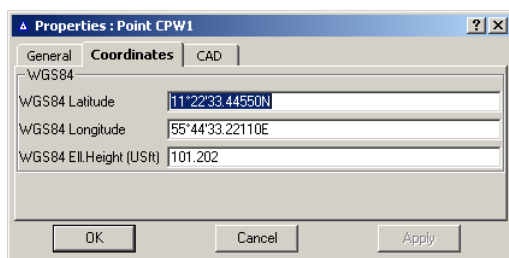 Properties : Point CPW1
General Coordinates CAD
WGS84
WGS84 Latitude 11°22'33.44550N
WGS84 Longitude 55°44'33.22110E
WGS84 Ell.Height (USft) 101.202
OK Cancel Apply